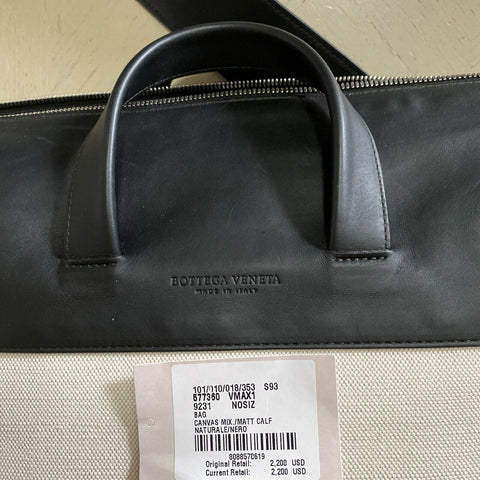 BOTTEGA VENETA
MADE IN ITALY
101/010/018/353 S93
577360 VMAX1
9231 NOSIZ
BAG
CANVAS MIX./MATT CALF
NATURALE/NERO
8088570619
Original Retail: 2,200 USD
Current Retail: 2,200 USD